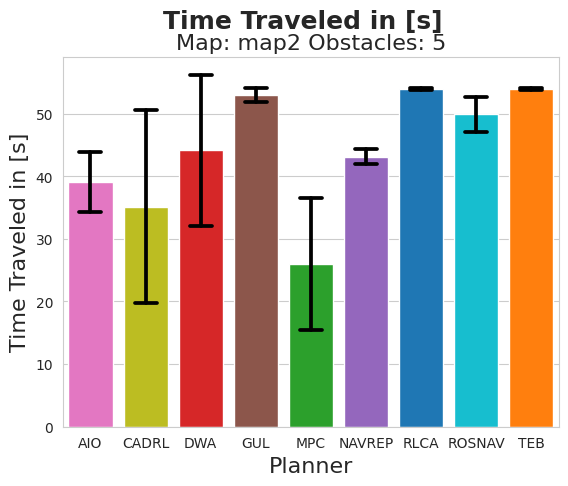 Time Traveled in [s]
Map: map2 Obstacles: 5
Time Traveled in [s]
50
40
30
20
10
0
AIO CADRL DWA GUL MPC NAVREP RLCA ROSNAV TEB
Planner